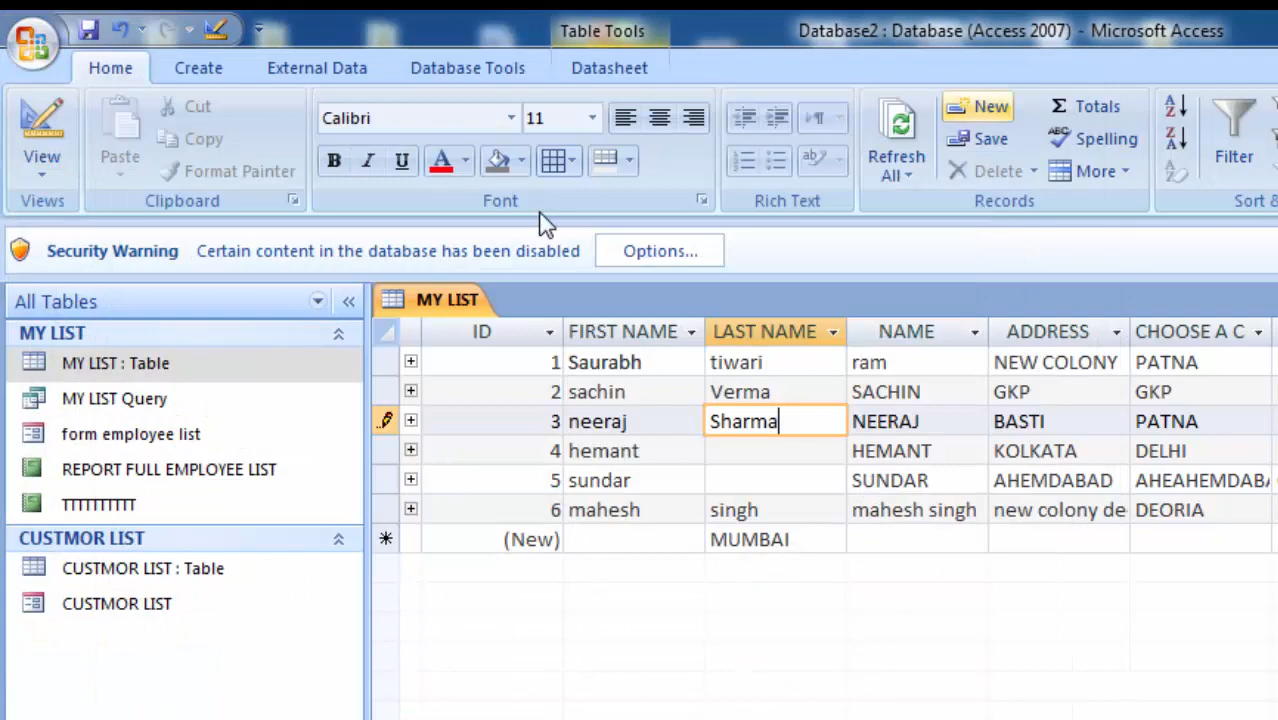 Table Tools
Database2 : Database (Access 2007) - Microsoft Access
Home Create External Data Database Tools Datasheet
View
Views
Paste
Cut
Copy
Format Painter
Clipboard
Calibri 11
B I U A
Font
Rich Text
Refresh All
New
Save
Delete
Σ Totals
ABC Spelling
More
Records
A Z
Z A
Filter
Sort &
Security Warning Certain content in the database has been disabled Options...
All Tables
MY LIST
MY LIST : Table
MY LIST Query
form employee list
REPORT FULL EMPLOYEE LIST
TTTTTTTTTT
CUSTMOR LIST
CUSTMOR LIST : Table
CUSTMOR LIST
MY LIST
ID FIRST NAME LAST NAME NAME ADDRESS CHOOSE A C
1 Saurabh tiwari ram NEW COLONY PATNA
2 sachin Verma SACHIN GKP GKP
3 neeraj Sharma NEERAJ BASTI PATNA
4 hemant HEMANT KOLKATA DELHI
5 sundar SUNDAR AHEMDABAD AHEAHEMDABA
6 mahesh singh mahesh singh new colony de DEORIA
(New) MUMBAI